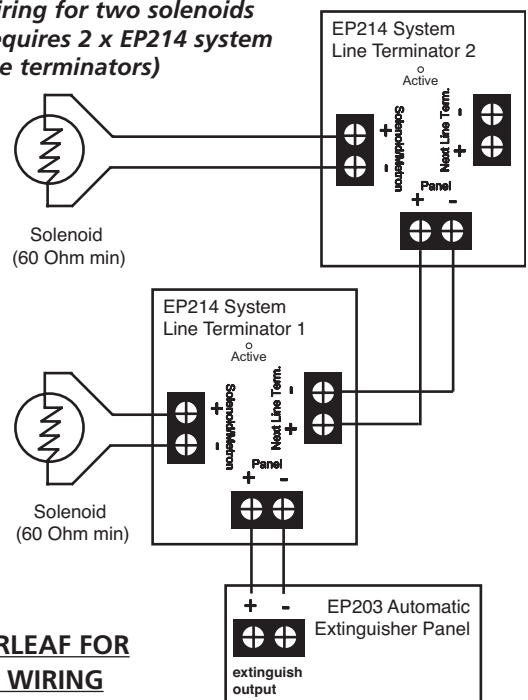 iring for two solenoids
equires 2 x EP214 system
e terminators)
EP214 System
Line Terminator 2
Active
+
-
Solenoid/Metron
Next Line Term.
-
+
Panel
+ -
Solenoid
(60 Ohm min)
EP214 System
Line Terminator 1
Active
+
-
Solenoid/Metron
Next Line Term.
-
+
Panel
+ -
Solenoid
(60 Ohm min)
+ -
EP203 Automatic
Extinguisher Panel
extinguish
output
RLEAF FOR
WIRING